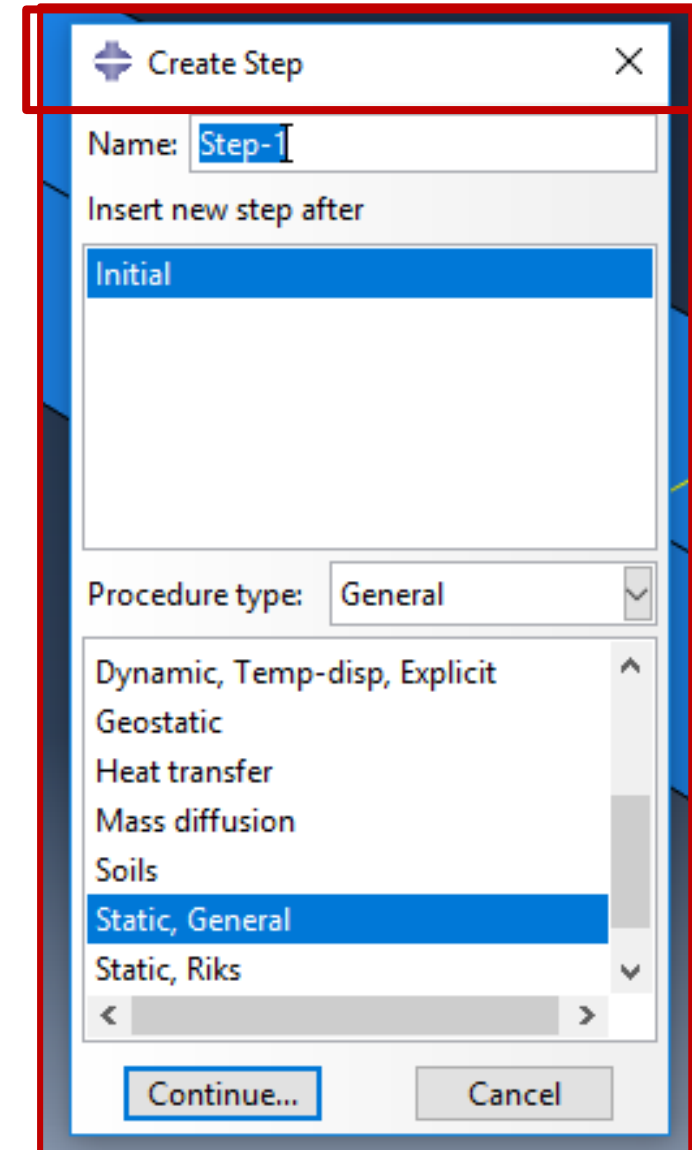 Create Step
Name: Step-1
Insert new step after
Initial
Procedure type: General
Dynamic, Temp-disp, Explicit
Geostatic
Heat transfer
Mass diffusion
Soils
Static, General
Static, Riks
Continue... Cancel